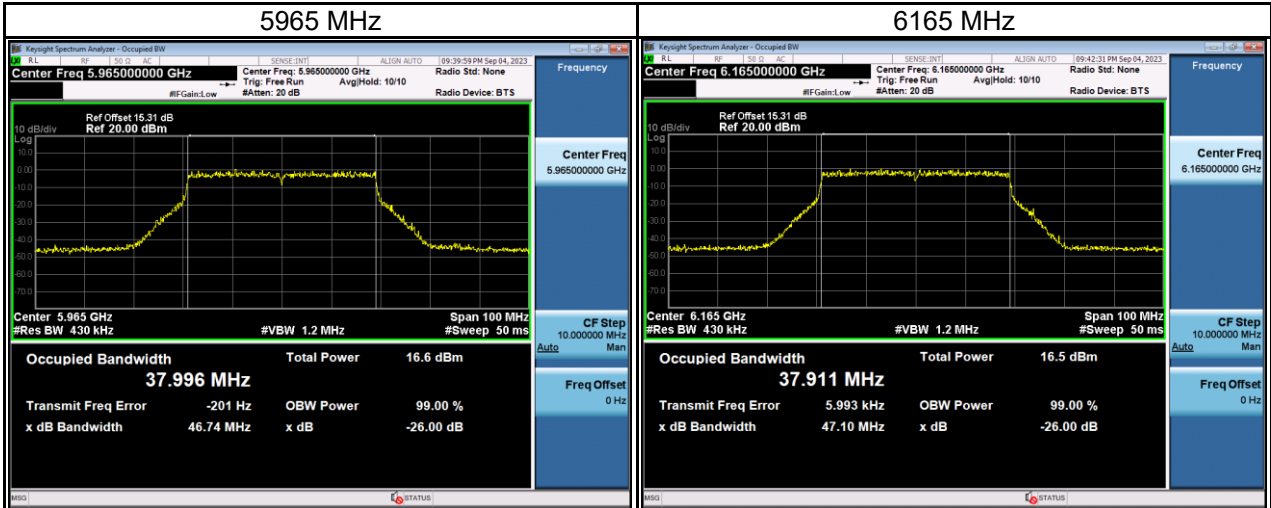 5965 MHz
6165 MHz
Keysight Spectrum Analyzer - Occupied BW
RL RF 50 Ω AC SENSE:INT ALIGN AUTO 09:39:59 PM Sep 04, 2023
Center Freq 5.965000000 GHz
Center Freq: 5.965000000 GHz
Radio Std: None
Trig: Free Run Avg|Hold: 10/10
#IFGain:Low #Atten: 20 dB
Radio Device: BTS
Ref Offset 15.31 dB
10 dB/div Ref 20.00 dBm
Log
10.0
0.00
-10.0
-20.0
-30.0
-40.0
-50.0
-60.0
-70.0
Center 5.965 GHz Span 100 MHz
#Res BW 430 kHz #VBW 1.2 MHz #Sweep 50 ms
Occupied Bandwidth Total Power 16.6 dBm
37.996 MHz
Transmit Freq Error -201 Hz OBW Power 99.00 %
x dB Bandwidth 46.74 MHz x dB -26.00 dB
MSG STATUS
Frequency
Center Freq
5.965000000 GHz
CF Step
10.000000 MHz
Auto Man
Freq Offset
0 Hz
Keysight Spectrum Analyzer - Occupied BW
RL RF 50 Ω AC SENSE:INT ALIGN AUTO 09:42:31 PM Sep 04, 2023
Center Freq 6.165000000 GHz
Center Freq: 6.165000000 GHz
Radio Std: None
Trig: Free Run Avg|Hold: 10/10
#IFGain:Low #Atten: 20 dB
Radio Device: BTS
Ref Offset 15.31 dB
10 dB/div Ref 20.00 dBm
Log
10.0
0.00
-10.0
-20.0
-30.0
-40.0
-50.0
-60.0
-70.0
Center 6.165 GHz Span 100 MHz
#Res BW 430 kHz #VBW 1.2 MHz #Sweep 50 ms
Occupied Bandwidth Total Power 16.5 dBm
37.911 MHz
Transmit Freq Error 5.993 kHz OBW Power 99.00 %
x dB Bandwidth 47.10 MHz x dB -26.00 dB
MSG STATUS
Frequency
Center Freq
6.165000000 GHz
CF Step
10.000000 MHz
Auto Man
Freq Offset
0 Hz